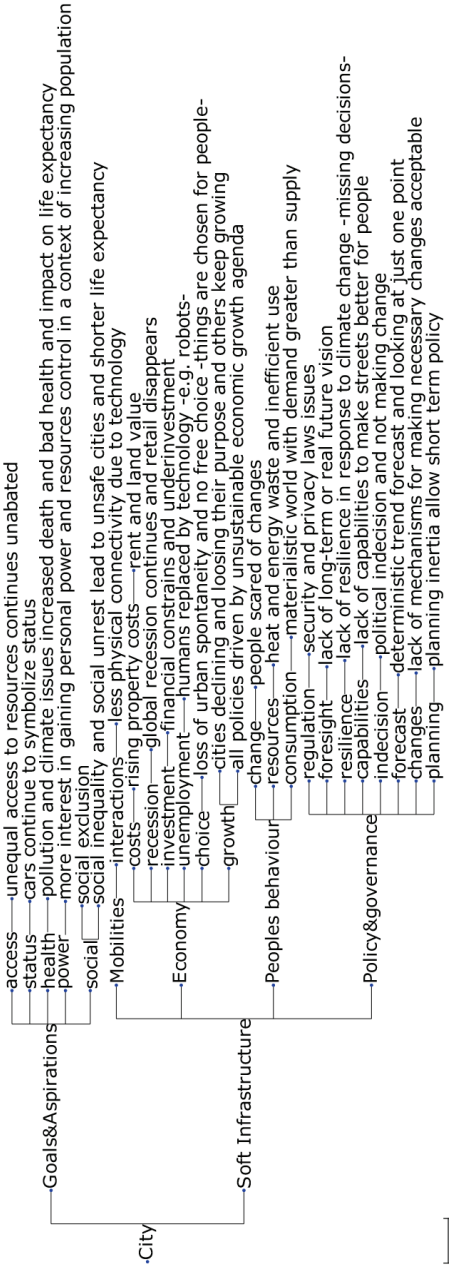 City
Goals&Aspirations
access
unequal access to resources continues unabated
status
cars continue to symbolize status
health
pollution and climate issues increased death and bad health and impact on life expectancy
power
more interest in gaining personal power and resources control in a context of increasing population
social
social exclusion
social inequality and social unrest lead to unsafe cities and shorter life expectancy
Soft Infrastructure
Mobilities
interactions
less physical connectivity due to technology
Economy
costs
rising property costs
rent and land value
recession
global recession continues and retail disappears
investment
financial constrains and underinvestment
unemployment
humans replaced by technology -e.g. robots-
choice
loss of urban spontaneity and no free choice -things are chosen for people-
growth
cities declining and loosing their purpose and others keep growing
all policies driven by unsustainable economic growth agenda
Peoples behaviour
change
people scared of changes
resources
heat and energy waste and inefficient use
consumption
materialistic world with demand greater than supply
Policy&governance
regulation
security and privacy laws issues
foresight
lack of long-term or real future vision
resilience
lack of resilience in response to climate change -missing decisions-
capabilities
lack of capabilities to make streets better for people
indecision
political indecision and not making change
forecast
deterministic trend forecast and looking at just one point
changes
lack of mechanisms for making necessary changes acceptable
planning
planning inertia allow short term policy